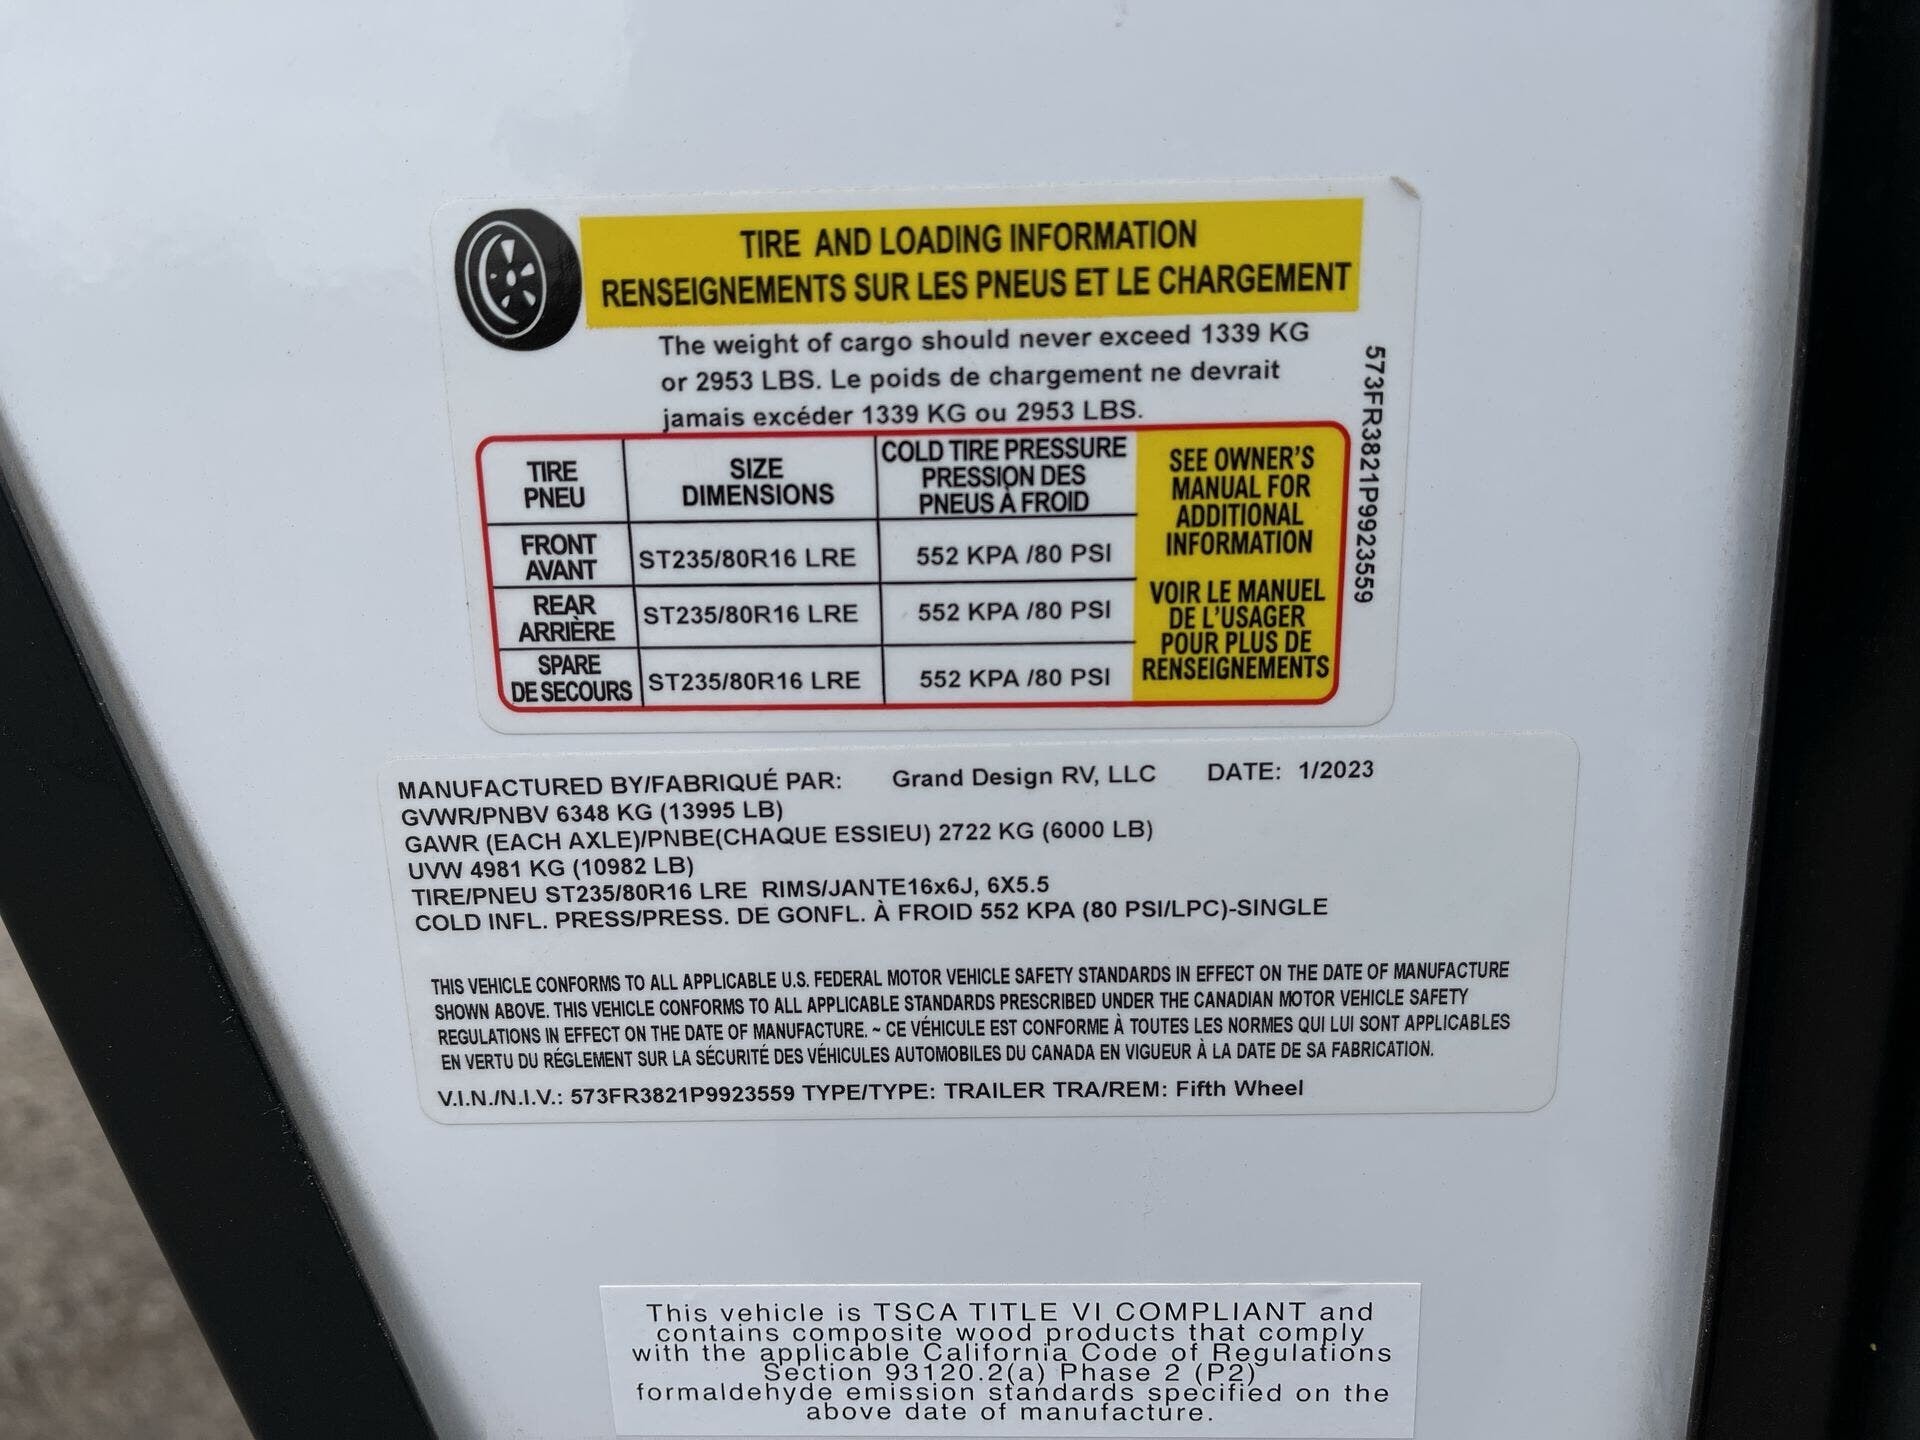 TIRE AND LOADING INFORMATION
RENSEIGNEMENTS SUR LES PNEUS ET LE CHARGEMENT
The weight of cargo should never exceed 1339 KG
or 2953 LBS. Le poids de chargement ne devrait
jamais excéder 1339 KG ou 2953 LBS.
TIRE
PNEU
SIZE
DIMENSIONS
COLD TIRE PRESSURE
PRESSION DES
PNEUS À FROID
FRONT
AVANT
ST235/80R16 LRE
552 KPA /80 PSI
REAR
ARRIÈRE
ST235/80R16 LRE
552 KPA /80 PSI
SPARE
DE SECOURS
ST235/80R16 LRE
552 KPA /80 PSI
SEE OWNER'S
MANUAL FOR
ADDITIONAL
INFORMATION
VOIR LE MANUEL
DE L'USAGER
POUR PLUS DE
RENSEIGNEMENTS
573FR3821P9923559
MANUFACTURED BY/FABRIQUÉ PAR: Grand Design RV, LLC DATE: 1/2023
GVWR/PNBV 6348 KG (13995 LB)
GAWR (EACH AXLE)/PNBE(CHAQUE ESSIEU) 2722 KG (6000 LB)
UVW 4981 KG (10982 LB)
TIRE/PNEU ST235/80R16 LRE RIMS/JANTE16x6J, 6X5.5
COLD INFL. PRESS/PRESS. DE GONFL. À FROID 552 KPA (80 PSI/LPC)-SINGLE
THIS VEHICLE CONFORMS TO ALL APPLICABLE U.S. FEDERAL MOTOR VEHICLE SAFETY STANDARDS IN EFFECT ON THE DATE OF MANUFACTURE
SHOWN ABOVE. THIS VEHICLE CONFORMS TO ALL APPLICABLE STANDARDS PRESCRIBED UNDER THE CANADIAN MOTOR VEHICLE SAFETY
REGULATIONS IN EFFECT ON THE DATE OF MANUFACTURE. ~ CE VÉHICULE EST CONFORME À TOUTES LES NORMES QUI LUI SONT APPLICABLES
EN VERTU DU RÉGLEMENT SUR LA SÉCURITÉ DES VÉHICULES AUTOMOBILES DU CANADA EN VIGUEUR À LA DATE DE SA FABRICATION.
V.I.N./N.I.V.: 573FR3821P9923559 TYPE/TYPE: TRAILER TRA/REM: Fifth Wheel
This vehicle is TSCA TITLE VI COMPLIANT and
contains composite wood products that comply
with the applicable California Code of Regulations
Section 93120.2(a) Phase 2 (P2)
formaldehyde emission standards specified on the
above date of manufacture.